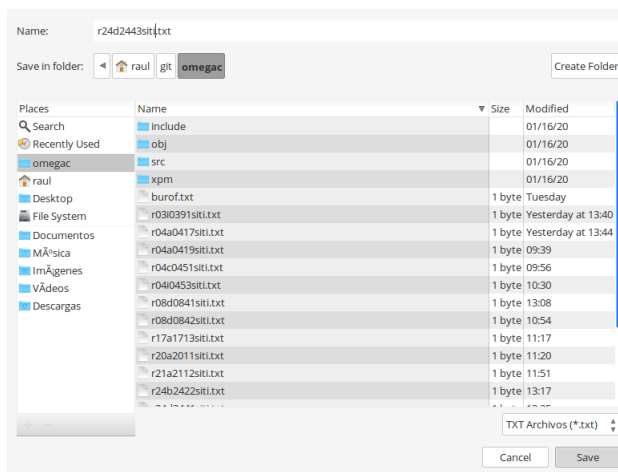 Name: r24d2443siti.txt
Save in folder: raul git omegac Create Folder
Places Name Size Modified
Search include 01/16/20
Recently Used obj 01/16/20
omegac src 01/16/20
raul xpm 01/16/20
Desktop burof.txt 1 byte Tuesday
File System r03i0391siti.txt 1 byte Yesterday at 13:40
Documentos r04a0417siti.txt 1 byte Yesterday at 13:44
MÃºsica r04a0419siti.txt 1 byte 09:39
ImÃ¡genes r04c0451siti.txt 1 byte 09:56
VÃ­deos r04i0453siti.txt 1 byte 10:30
Descargas r08d0841siti.txt 1 byte 13:08
r08d0842siti.txt 1 byte 10:54
r17a1713siti.txt 1 byte 11:17
r20a2011siti.txt 1 byte 11:20
r21a2112siti.txt 1 byte 11:51
r24b2422siti.txt 1 byte 13:17
TXT Archivos (*.txt)
Cancel Save